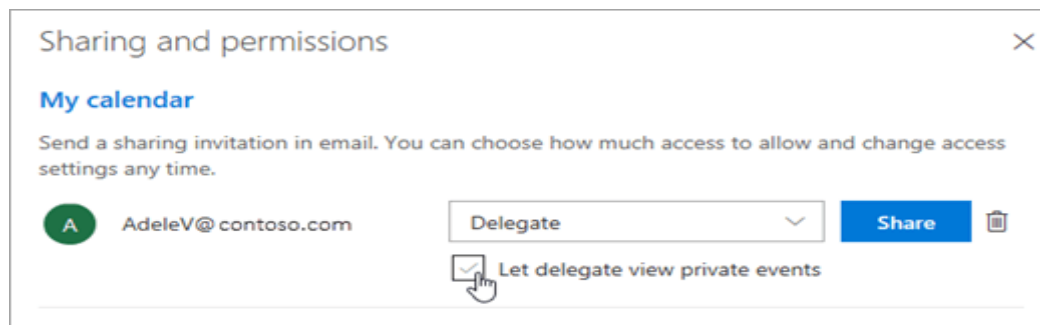 Sharing and permissions
My calendar
Send a sharing invitation in email. You can choose how much access to allow and change access
settings any time.
A AdeleV@contoso.com Delegate Share
Let delegate view private events